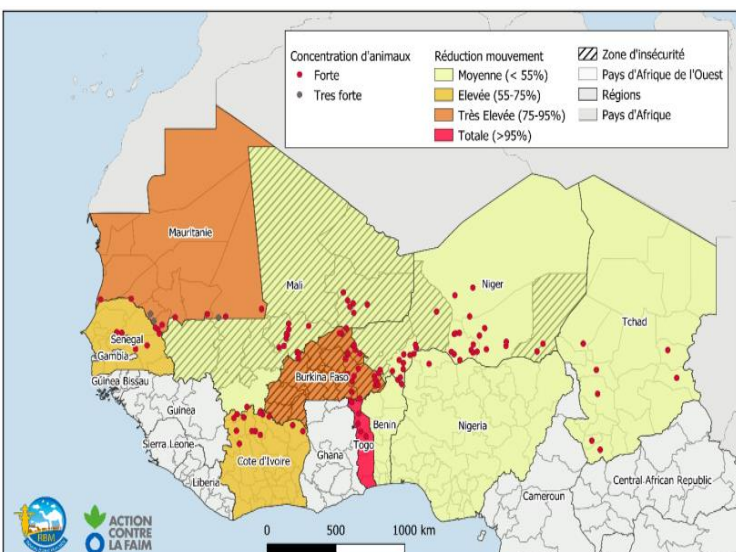 Concentration d'animaux
Forte
Tres forte
Réduction mouvement
Moyenne (< 55%)
Elevée (55-75%)
Très Elevée (75-95%)
Totale (>95%)
Zone d'insécurité
Pays d'Afrique de l'Ouest
Régions
Pays d'Afrique
Mauritanie
Mali
Niger
Tchad
Senegal
Gambia
Guinea Bissau
Burkina Faso
Guinea
Benin
Nigeria
Sierra Leone
Togo
Ghana
Cote d'Ivoire
Liberia
Central African Republic
Cameroun
RBM
ACTION
CONTRE
LA FAIM
0 500 1000 km